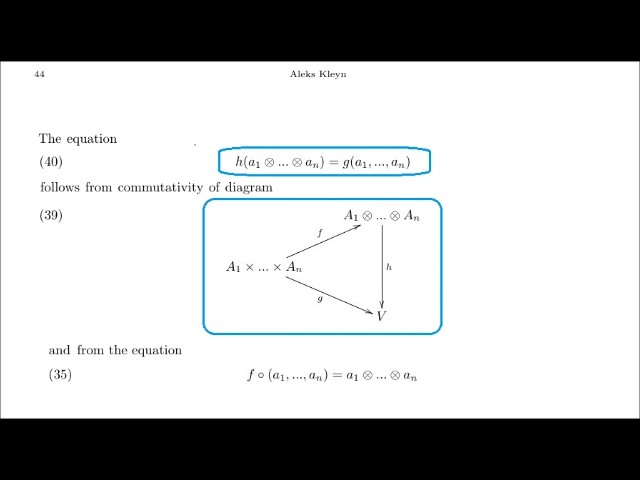 44 Aleks Kleyn
The equation
(40) h(a₁ ⊗ ... ⊗ aₙ) = g(a₁, ..., aₙ)
follows from commutativity of diagram
(39) A₁ ⊗ ... ⊗ Aₙ
f
A₁ × ... × Aₙ h
g
V
and from the equation
(35) f ∘ (a₁, ..., aₙ) = a₁ ⊗ ... ⊗ aₙ